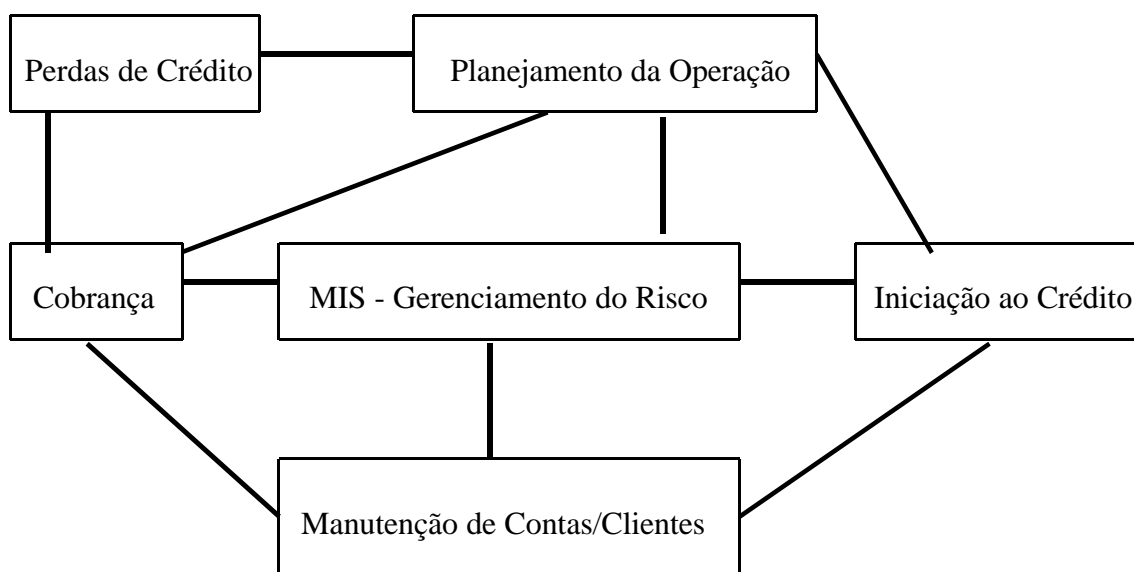 Perdas de Crédito
Planejamento da Operação
Cobrança
MIS - Gerenciamento do Risco
Iniciação ao Crédito
Manutenção de Contas/Clientes